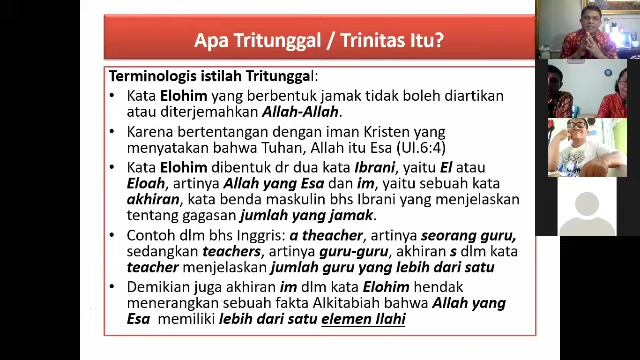 Apa Tritunggal / Trinitas Itu?
Terminologis istilah Tritunggal:
• Kata Elohim yang berbentuk jamak tidak boleh diartikan
atau diterjemahkan Allah-Allah.
• Karena bertentangan dengan iman Kristen yang
menyatakan bahwa Tuhan, Allah itu Esa (Ul.6:4)
• Kata Elohim dibentuk dr dua kata Ibrani, yaitu El atau
Eloah, artinya Allah yang Esa dan im, yaitu sebuah kata
akhiran, kata benda maskulin bhs Ibrani yang menjelaskan
tentang gagasan jumlah yang jamak.
• Contoh dlm bhs Inggris: a theacher, artinya seorang guru,
sedangkan teachers, artinya guru-guru, akhiran s dlm kata
teacher menjelaskan jumlah guru yang lebih dari satu
• Demikian juga akhiran im dlm kata Elohim hendak
menerangkan sebuah fakta Alkitabiah bahwa Allah yang
Esa memiliki lebih dari satu elemen Ilahi